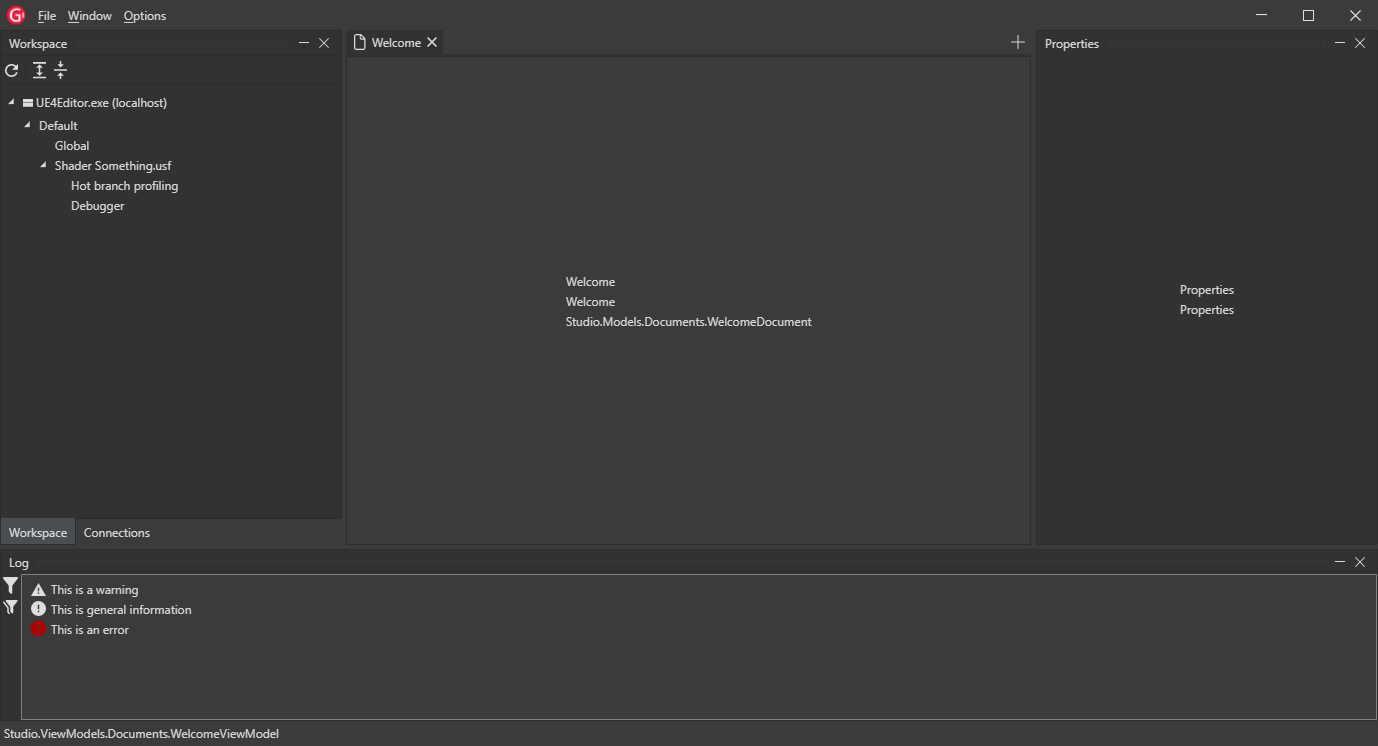 GI File Window Options
Workspace
Welcome
Properties
UE4Editor.exe (localhost)
Default
Global
Shader Something.usf
Hot branch profiling
Debugger
Welcome
Welcome
Studio.Models.Documents.WelcomeDocument
Properties
Properties
Workspace Connections
Log
This is a warning
This is general information
This is an error
Studio.ViewModels.Documents.WelcomeViewModel